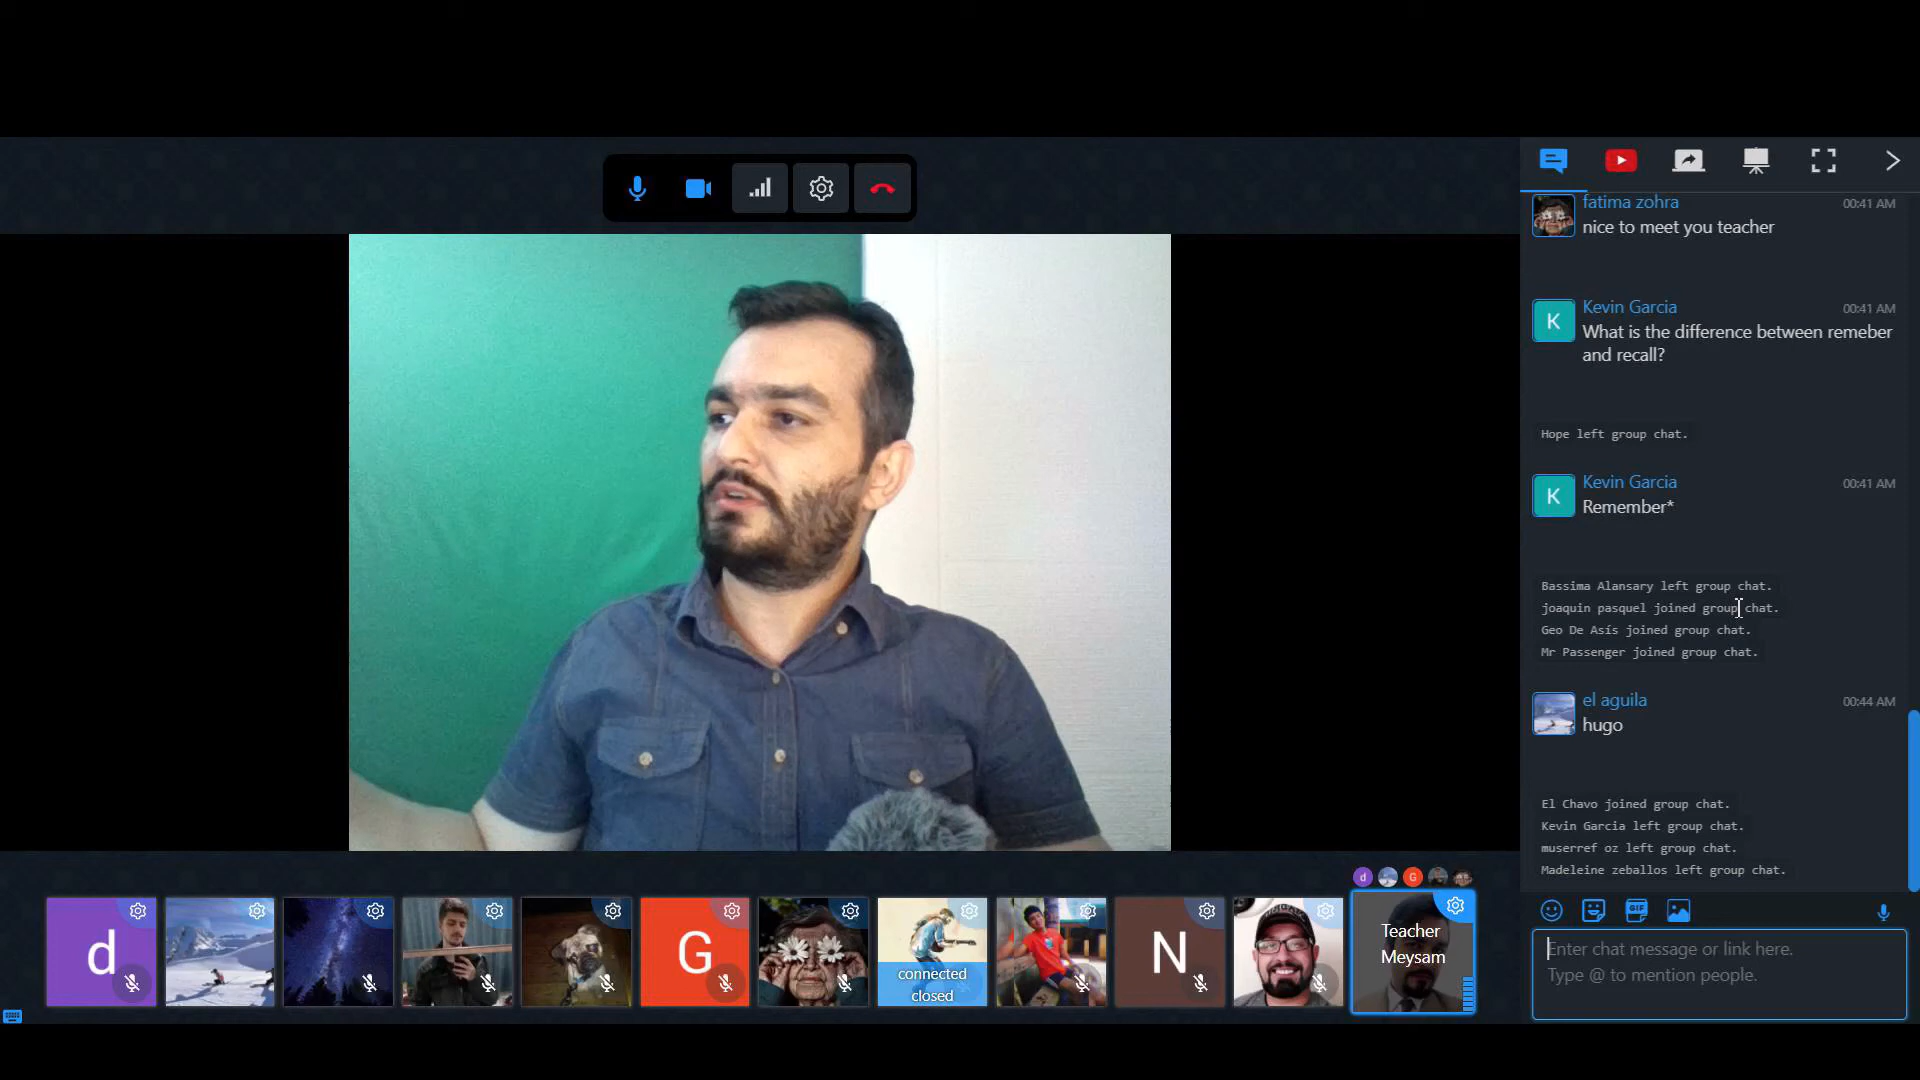 fatima zohra 00:41 AM
nice to meet you teacher
K
Kevin Garcia 00:41 AM
What is the difference between remeber
and recall?
Hope left group chat.
K
Kevin Garcia 00:41 AM
Remember*
Bassima Alansary left group chat.
joaquin pasquel joined group chat.
Geo De Asís joined group chat.
Mr Passenger joined group chat.
el aguila 00:44 AM
hugo
El Chavo joined group chat.
Kevin Garcia left group chat.
muserref oz left group chat.
Madeleine zeballos left group chat.
GIF
Enter chat message or link here.
Type @ to mention people.
d G
d
G
connected
closed
N
Teacher
Meysam